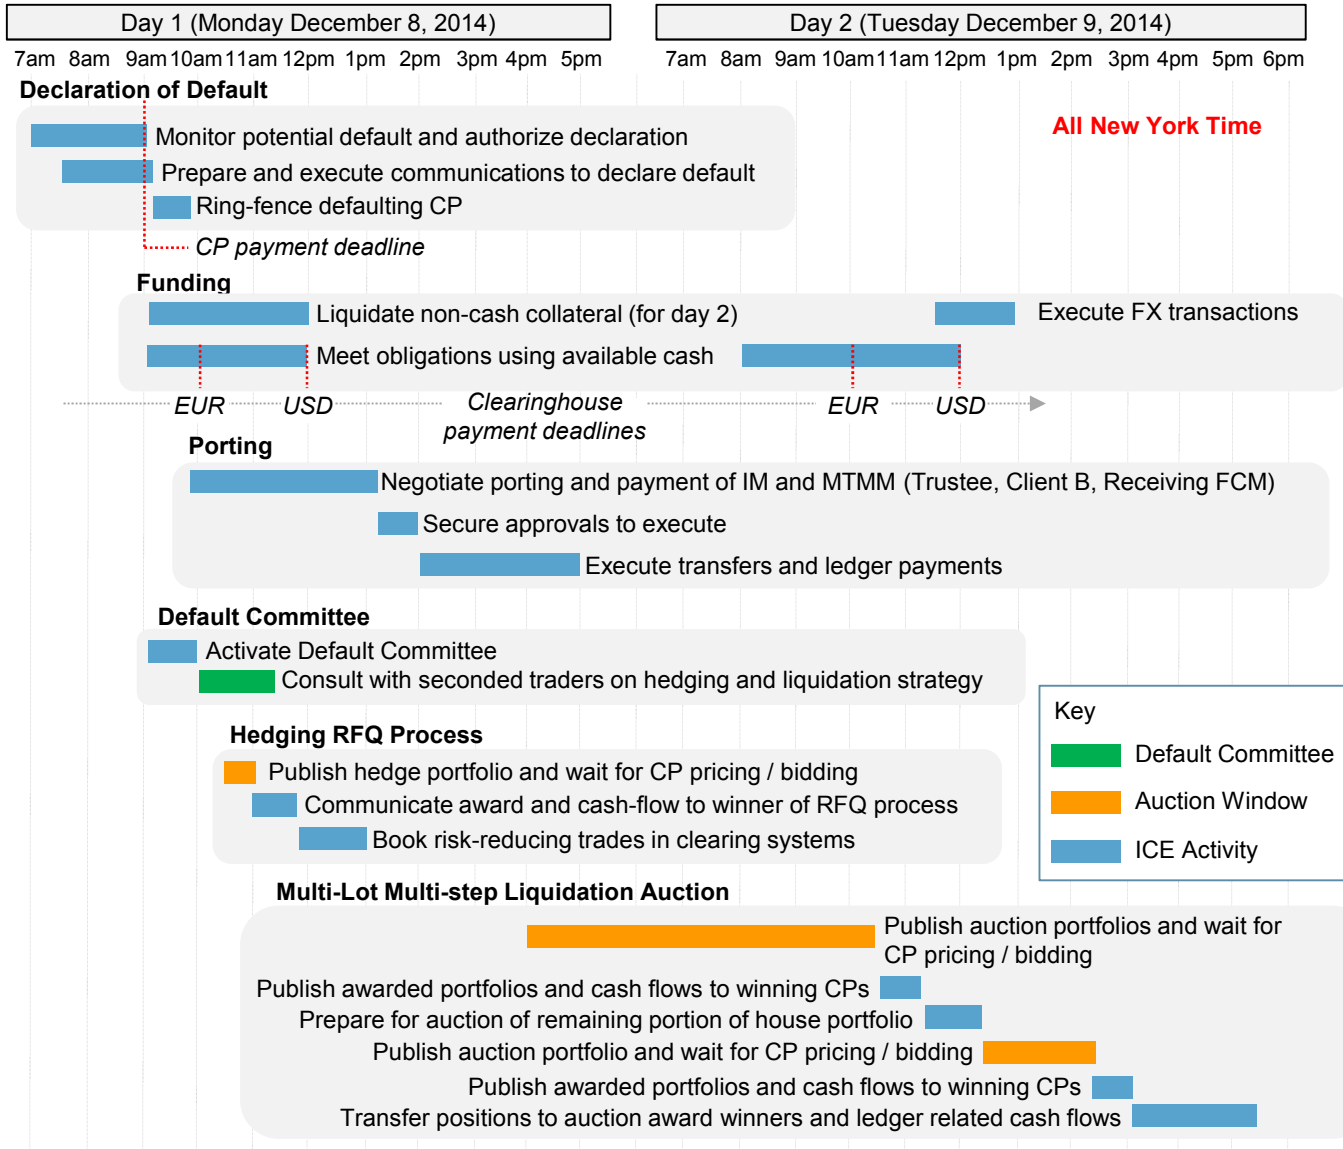 Day 1 (Monday December 8, 2014)
Day 2 (Tuesday December 9, 2014)
7am 8am 9am 10am 11am 12pm 1pm 2pm 3pm 4pm 5pm
7am 8am 9am 10am 11am 12pm 1pm 2pm 3pm 4pm 5pm 6pm
Declaration of Default
All New York Time
Monitor potential default and authorize declaration
Prepare and execute communications to declare default
Ring-fence defaulting CP
CP payment deadline
Funding
Liquidate non-cash collateral (for day 2)
Execute FX transactions
Meet obligations using available cash
EUR USD Clearinghouse EUR USD
payment deadlines
Porting
Negotiate porting and payment of IM and MTMM (Trustee, Client B, Receiving FCM)
Secure approvals to execute
Execute transfers and ledger payments
Default Committee
Activate Default Committee
Consult with seconded traders on hedging and liquidation strategy
Hedging RFQ Process
Publish hedge portfolio and wait for CP pricing / bidding
Communicate award and cash-flow to winner of RFQ process
Book risk-reducing trades in clearing systems
Key
Default Committee
Auction Window
ICE Activity
Multi-Lot Multi-step Liquidation Auction
Publish auction portfolios and wait for
CP pricing / bidding
Publish awarded portfolios and cash flows to winning CPs
Prepare for auction of remaining portion of house portfolio
Publish auction portfolio and wait for CP pricing / bidding
Publish awarded portfolios and cash flows to winning CPs
Transfer positions to auction award winners and ledger related cash flows